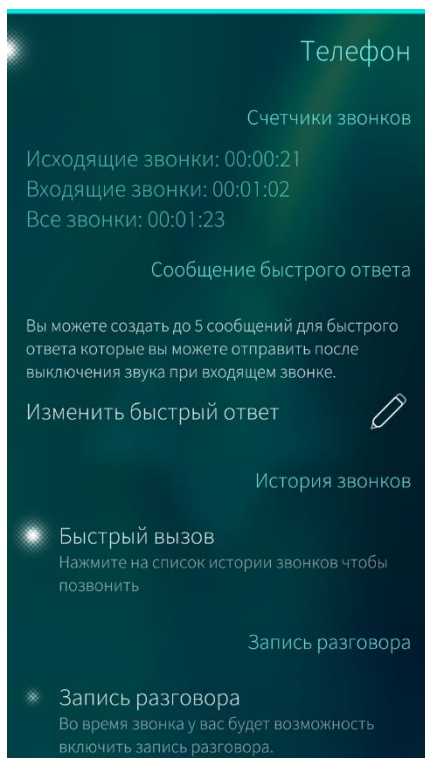 Телефон
Счетчики звонков
Исходящие звонки: 00:00:21
Входящие звонки: 00:01:02
Все звонки: 00:01:23
Сообщение быстрого ответа
Вы можете создать до 5 сообщений для быстрого
ответа которые вы можете отправить после
выключения звука при входящем звонке.
Изменить быстрый ответ
История звонков
Быстрый вызов
Нажмите на список истории звонков чтобы
позвонить
Запись разговора
Запись разговора
Во время звонка у вас будет возможность
включить запись разговора.